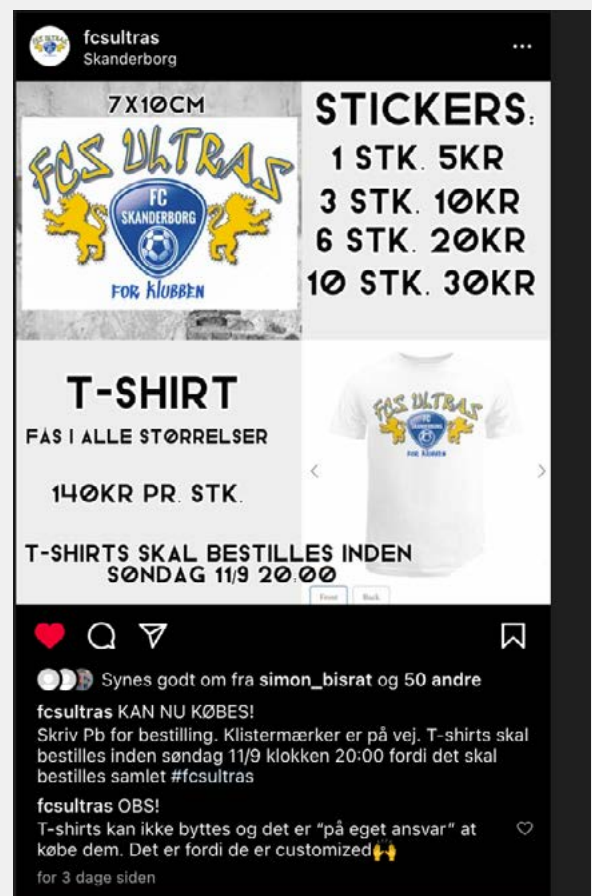 fcsultras
Skanderborg
7X10CM
FCS ULTRAS
FC
SKANDERBORG
FOR KLUBBEN
STICKERS:
1 STK. 5KR
3 STK. 10KR
6 STK. 20KR
10 STK. 30KR
T-SHIRT
FÅS I ALLE STØRRELSER
140KR PR. STK.
T-SHIRTS SKAL BESTILLES INDEN
SØNDAG 11/9 20:00
FCS ULTRAS
FC
SKANDERBORG
FOR KLUBBEN
Front
Back
Synes godt om fra simon_bisrat og 50 andre
fcsultras KAN NU KØBES!
Skriv Pb for bestilling. Klistermærker er på vej. T-shirts skal
bestilles inden søndag 11/9 klokken 20:00 fordi det skal
bestilles samlet #fcsultras
fcsultras OBS!
T-shirts kan ikke byttes og det er "på eget ansvar" at
købe dem. Det er fordi de er customized🙌
for 3 dage siden